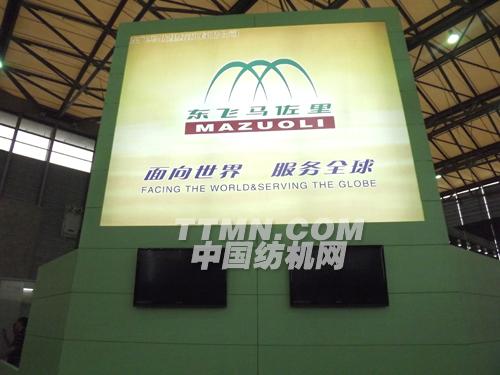 东飞马佐里
MAZUOLI
面向世界 服务全球
FACING THE WORLD&SERVING THE GLOBE
TTMN.COM
中国纺机网